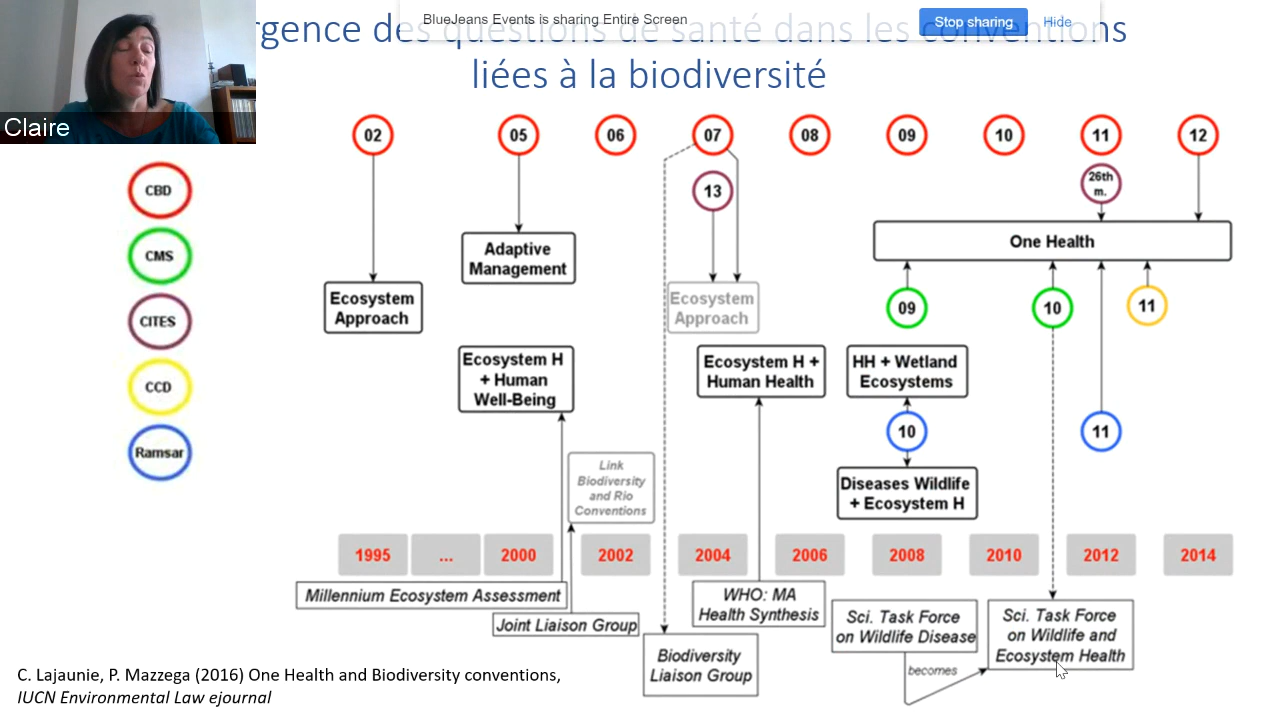 BlueJeans Events is sharing Entire Screen
Stop sharing
Hide
rgence des questions de santé dans les conventions
liées à la biodiversité
Claire
02
05
06
07
08
09
10
11
12
13
26th
m.
CBD
CMS
CITES
CCD
Ramsar
One Health
Adaptive
Management
Ecosystem
Approach
Ecosystem
Approach
09
10
11
Ecosystem H
+ Human
Well-Being
Ecosystem H +
Human Health
HH + Wetland
Ecosystems
10
11
Link
Biodiversity
and Rio
Conventions
Diseases Wildlife
+ Ecosystem H
1995
...
2000
2002
2004
2006
2008
2010
2012
2014
Millennium Ecosystem Assessment
Joint Liaison Group
WHO: MA
Health Synthesis
Biodiversity
Liaison Group
Sci. Task Force
on Wildlife Disease
becomes
Sci. Task Force
on Wildlife and
Ecosystem Health
C. Lajaunie, P. Mazzega (2016) One Health and Biodiversity conventions,
IUCN Environmental Law ejournal